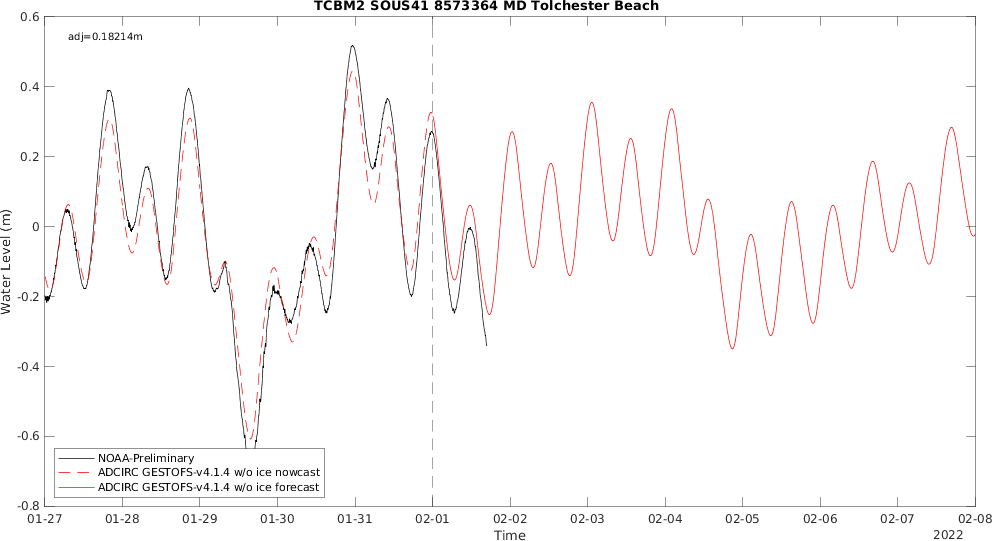 TCBM2 SOUS41 8573364 MD Tolchester Beach
adj=0.18214m
Water Level (m)
0.6
0.4
0.2
0
-0.2
-0.4
-0.6
-0.8
NOAA-Preliminary
ADCIRC GESTOFS-v4.1.4 w/o ice nowcast
ADCIRC GESTOFS-v4.1.4 w/o ice forecast
01-27 01-28 01-29 01-30 01-31 02-01 02-02 02-03 02-04 02-05 02-06 02-07 02-08
Time
2022